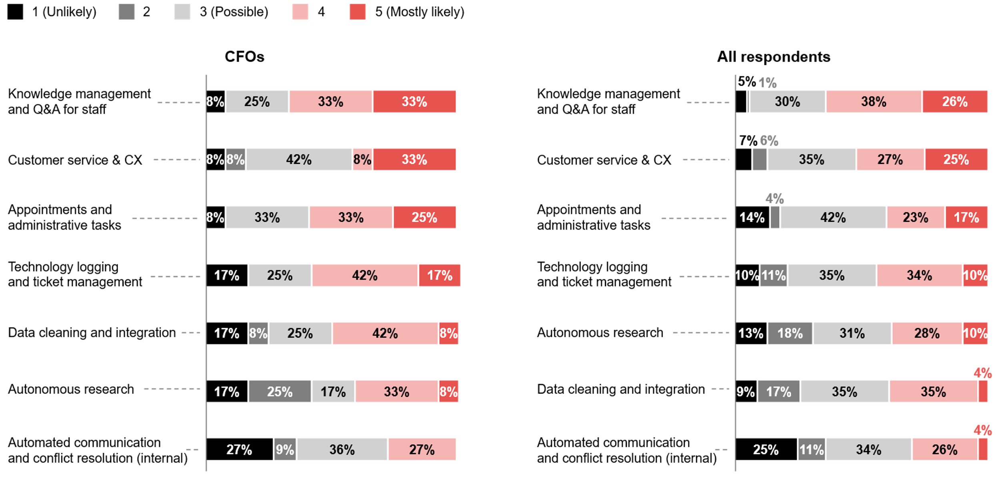 1 (Unlikely) 2 3 (Possible) 4 5 (Mostly likely)
CFOs
Knowledge management
and Q&A for staff
8% 25% 33% 33%
Customer service & CX
8% 8% 42% 8% 33%
Appointments and
administrative tasks
8% 33% 33% 25%
Technology logging
and ticket management
17% 25% 42% 17%
Data cleaning and integration
17% 8% 25% 42% 8%
Autonomous research
17% 25% 17% 33% 8%
Automated communication
and conflict resolution (internal)
27% 9% 36% 27%
All respondents
Knowledge management
and Q&A for staff
5% 1%
30% 38% 26%
Customer service & CX
7% 6%
35% 27% 25%
Appointments and
administrative tasks
4%
14% 42% 23% 17%
Technology logging
and ticket management
10% 11% 35% 34% 10%
Autonomous research
13% 18% 31% 28% 10%
Data cleaning and integration
4%
9% 17% 35% 35%
Automated communication
and conflict resolution (internal)
4%
25% 11% 34% 26%